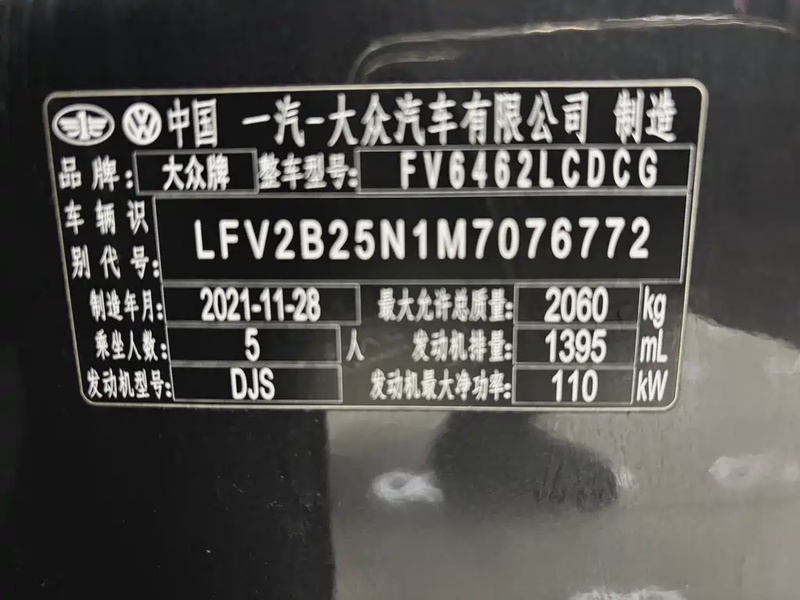 中国 一汽-大众汽车有限公司 制造
品牌: 大众牌 整车型号: FV6462LCDCG
车辆识别代号: LFV2B25N1M7076772
制造年月: 2021-11-28 最大允许总质量: 2060 kg
乘坐人数: 5 人 发动机排量: 1395 mL
发动机型号: DJS 发动机最大净功率: 110 kW